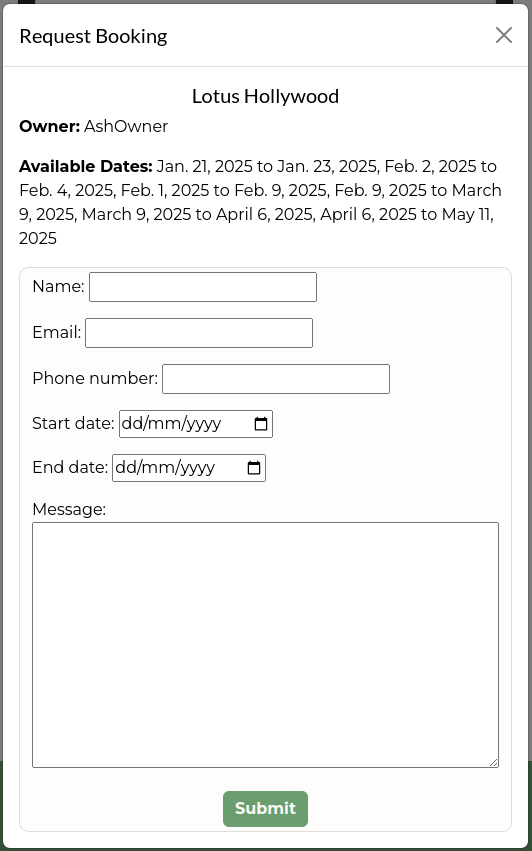 Request Booking
Lotus Hollywood
Owner: AshOwner
Available Dates: Jan. 21, 2025 to Jan. 23, 2025, Feb. 2, 2025 to
Feb. 4, 2025, Feb. 1, 2025 to Feb. 9, 2025, Feb. 9, 2025 to March
9, 2025, March 9, 2025 to April 6, 2025, April 6, 2025 to May 11,
2025
Name:
Email:
Phone number:
Start date: dd/mm/yyyy
End date: dd/mm/yyyy
Message:
Submit